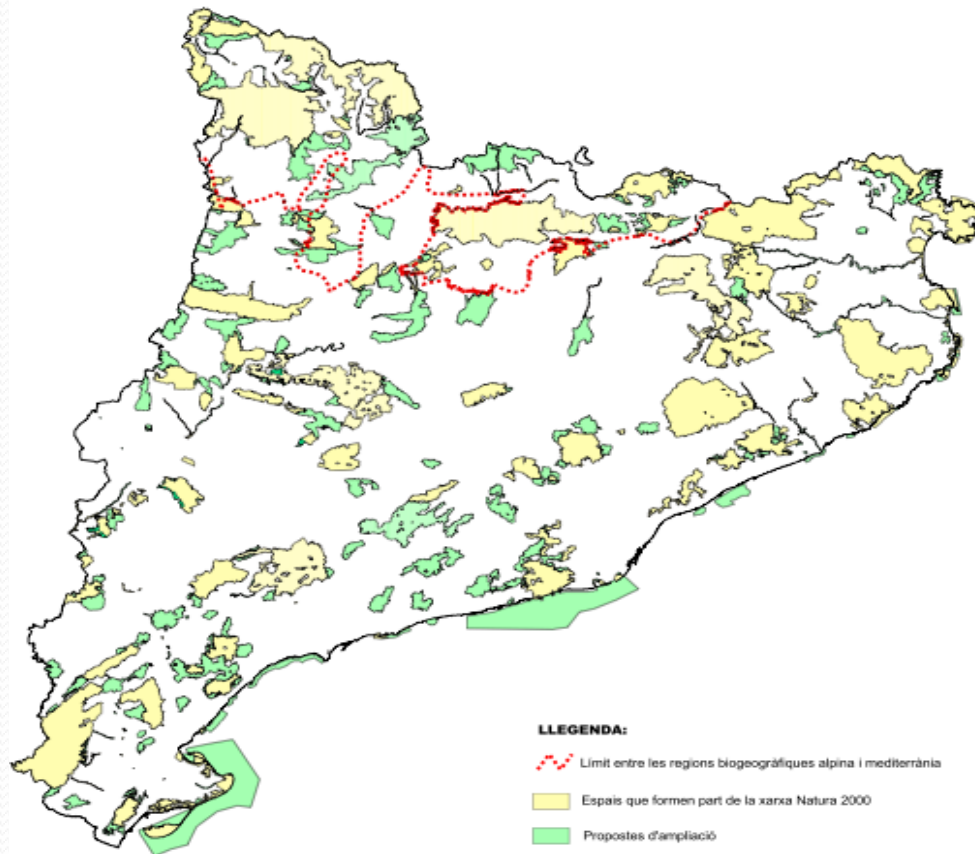 LLEGENDA:
Límit entre les regions biogeogràfiques alpina i mediterrània
Espais que formen part de la xarxa Natura 2000
Propostes d'ampliació